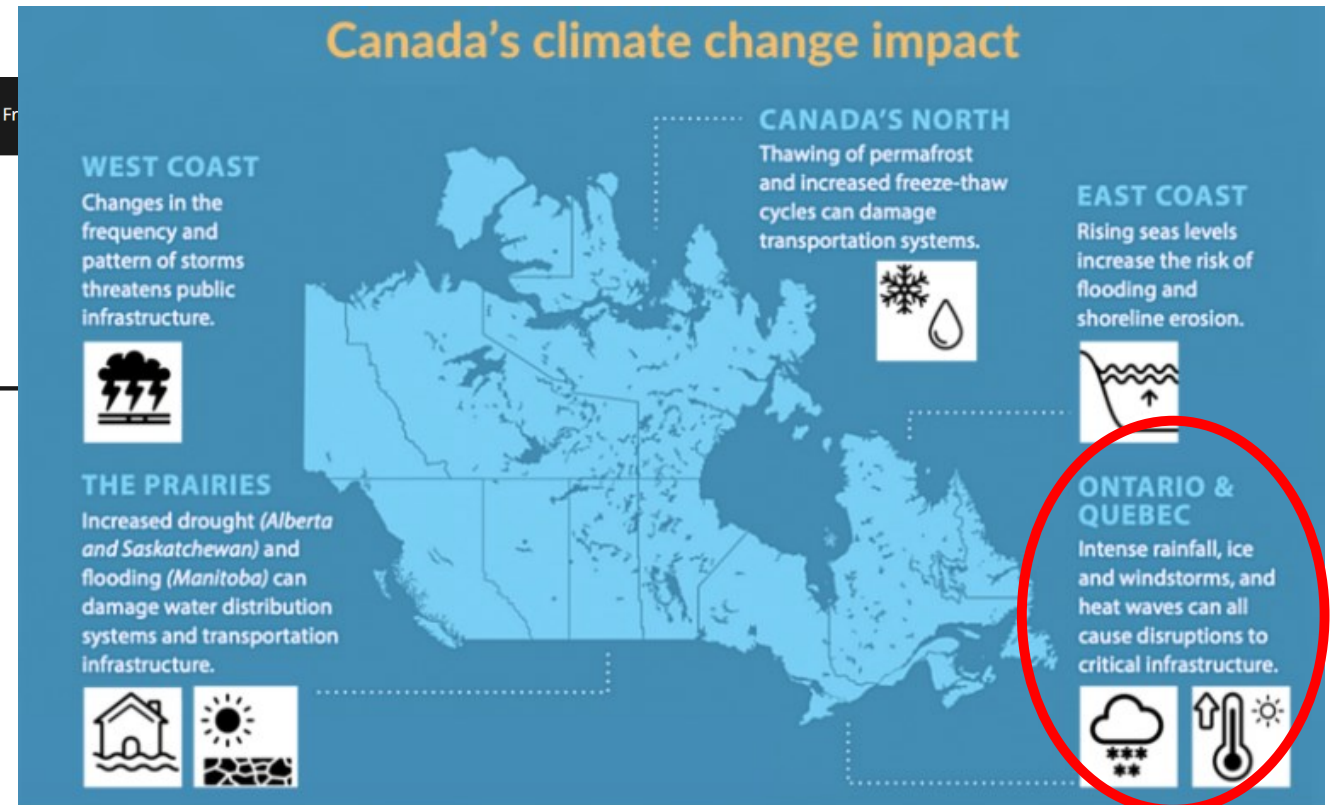 Canada's climate change impact
Fr
WEST COAST
Changes in the
frequency and
pattern of storms
threatens public
infrastructure.
CANADA'S NORTH
Thawing of permafrost
and increased freeze-thaw
cycles can damage
transportation systems.
EAST COAST
Rising seas levels
increase the risk of
flooding and
shoreline erosion.
THE PRAIRIES
Increased drought (Alberta
and Saskatchewan) and
flooding (Manitoba) can
damage water distribution
systems and transportation
infrastructure.
ONTARIO &
QUEBEC
Intense rainfall, ice
and windstorms, and
heat waves can all
cause disruptions to
critical infrastructure.